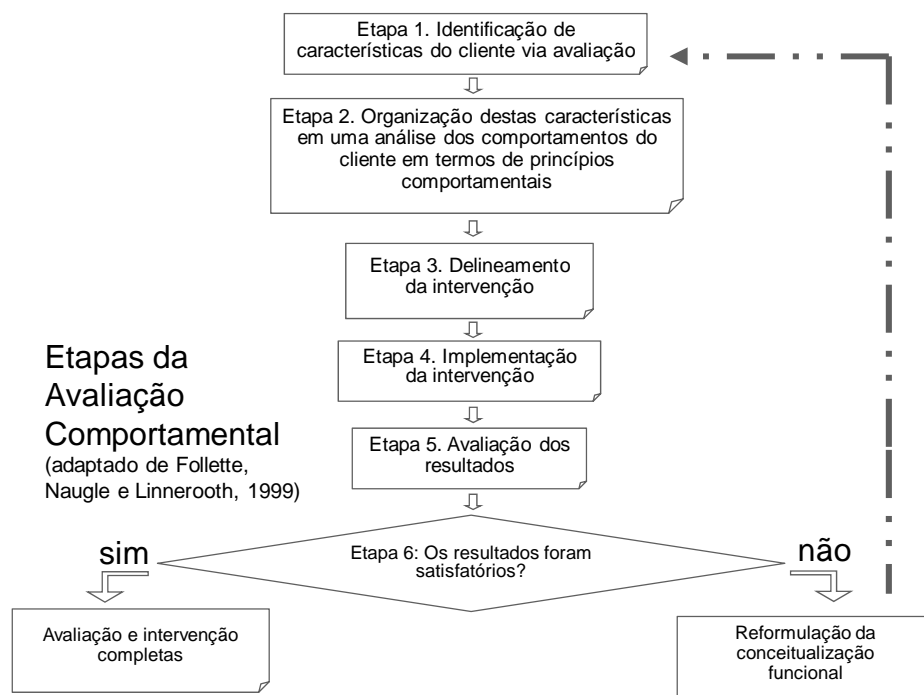 Etapa 1. Identificação de
características do cliente via avaliação
Etapa 2. Organização destas características
em uma análise dos comportamentos do
cliente em termos de princípios
comportamentais
Etapa 3. Delineamento
da intervenção
Etapa 4. Implementação
da intervenção
Etapas da
Avaliação
Comportamental
(adaptado de Follette,
Naugle e Linnerooth, 1999)
Etapa 5. Avaliação dos
resultados
Etapa 6: Os resultados foram
satisfatórios?
sim
não
Avaliação e intervenção
completas
Reformulação da
conceitualização
funcional